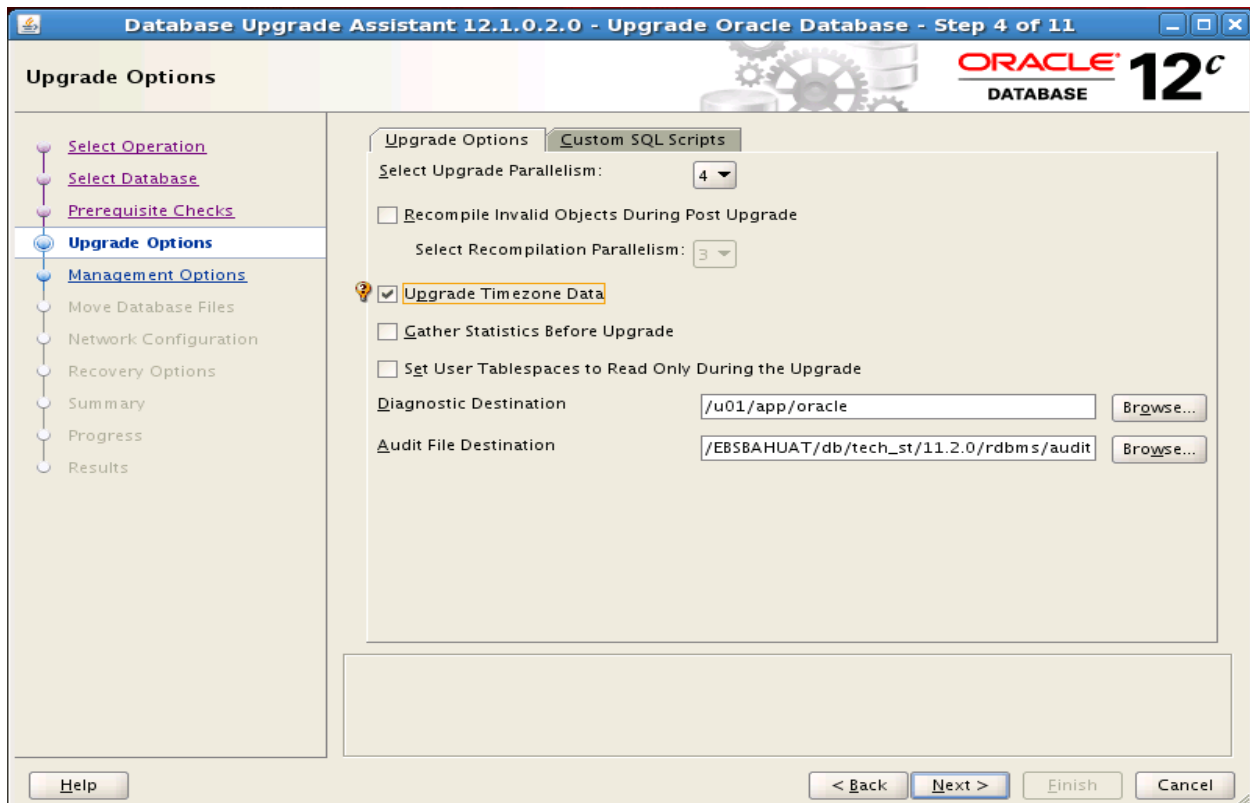 Database Upgrade Assistant 12.1.0.2.0 - Upgrade Oracle Database - Step 4 of 11
Upgrade Options
ORACLE
DATABASE
12c
Select Operation
Select Database
Prerequisite Checks
Upgrade Options
Management Options
Move Database Files
Network Configuration
Recovery Options
Summary
Progress
Results
Upgrade Options
Custom SQL Scripts
Select Upgrade Parallelism: 4
Recompile Invalid Objects During Post Upgrade
Select Recompilation Parallelism: 3
Upgrade Timezone Data
Gather Statistics Before Upgrade
Set User Tablespaces to Read Only During the Upgrade
Diagnostic Destination /u01/app/oracle Browse...
Audit File Destination /EBSBAHUAT/db/tech_st/11.2.0/rdbms/audit Browse...
Help
< Back
Next >
Finish
Cancel